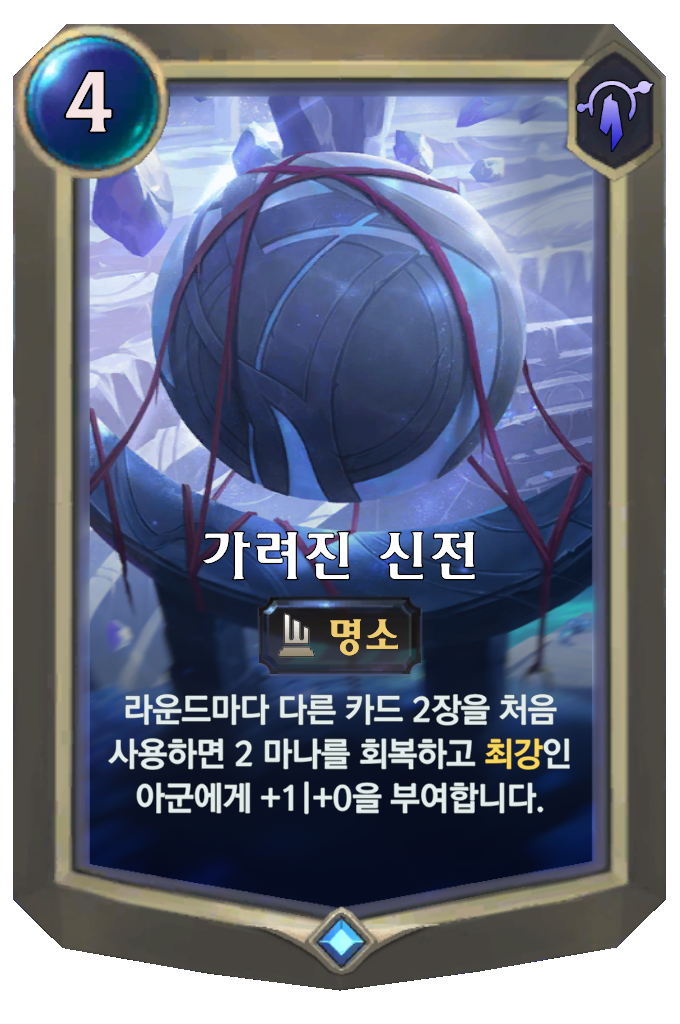 4
가려진 신전
명소
라운드마다 다른 카드 2장을 처음
사용하면 2 마나를 회복하고 최강인
아군에게 +1|+0을 부여합니다.